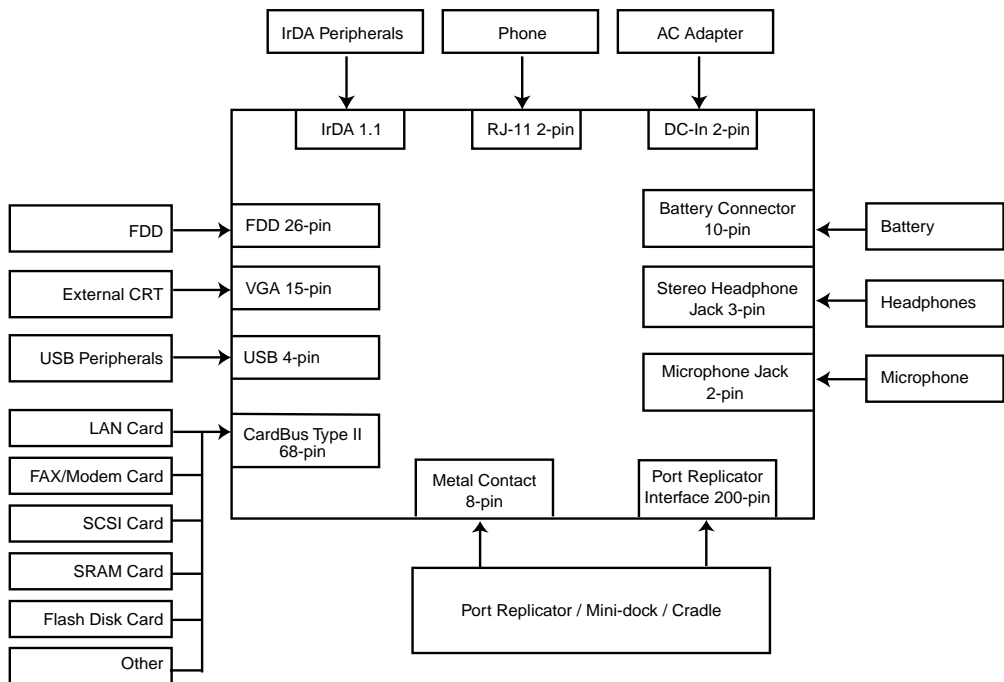 IrDA Peripherals
Phone
AC Adapter
IrDA 1.1
RJ-11 2-pin
DC-In 2-pin
FDD
FDD 26-pin
Battery Connector
10-pin
Battery
External CRT
VGA 15-pin
Stereo Headphone
Jack 3-pin
Headphones
USB Peripherals
USB 4-pin
Microphone Jack
2-pin
Microphone
LAN Card
CardBus Type II
68-pin
FAX/Modem Card
SCSI Card
SRAM Card
Flash Disk Card
Other
Metal Contact
8-pin
Port Replicator
Interface 200-pin
Port Replicator / Mini-dock / Cradle